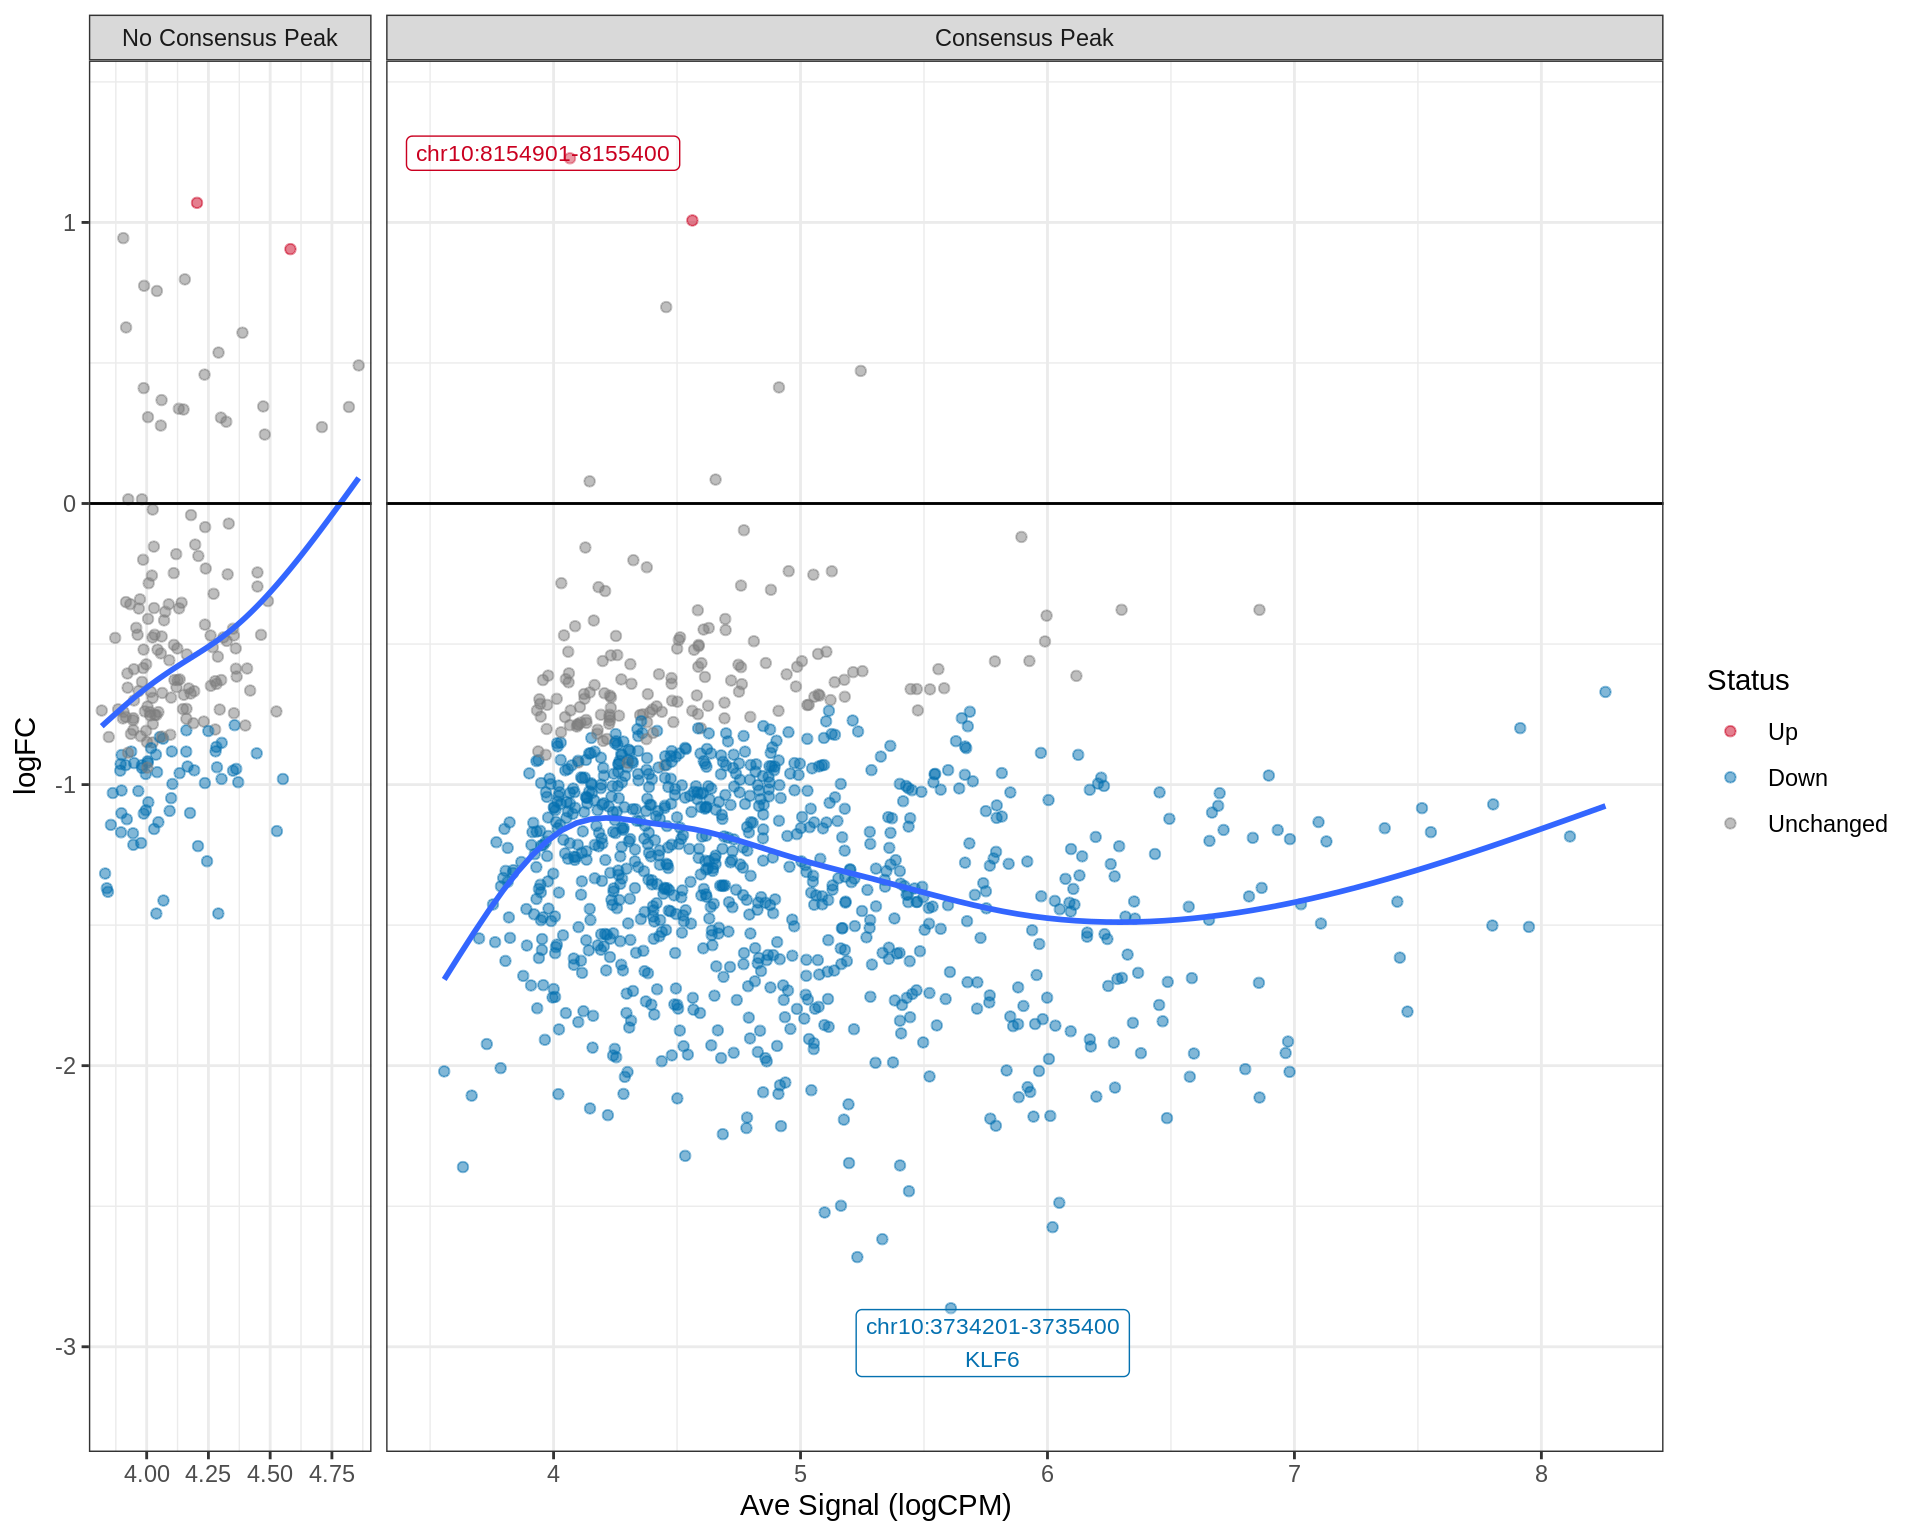 No Consensus Peak
Consensus Peak
chr10:8154901-8155400
1
0
-1
-2
-3
logFC
chr10:3734201-3735400
KLF6
4.00 4.25 4.50 4.75
4 5 6 7 8
Ave Signal (logCPM)
Status
Up
Down
Unchanged